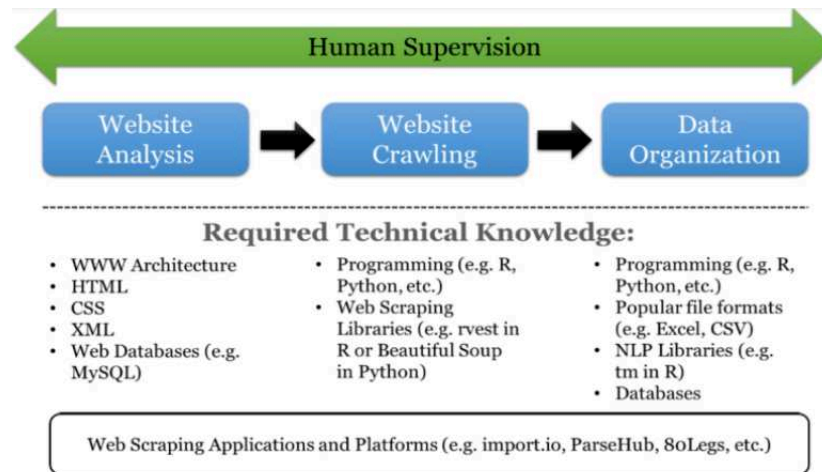 Human Supervision
Website
Analysis
Website
Crawling
Data
Organization
Required Technical Knowledge:
• WWW Architecture
• HTML
• CSS
• XML
• Web Databases (e.g.
MySQL)
• Programming (e.g. R,
Python, etc.)
• Web Scraping
Libraries (e.g. rvest in
R or Beautiful Soup
in Python)
• Programming (e.g. R,
Python, etc.)
• Popular file formats
(e.g. Excel, CSV)
• NLP Libraries (e.g.
tm in R)
• Databases
Web Scraping Applications and Platforms (e.g. import.io, ParseHub, 80Legs, etc.)